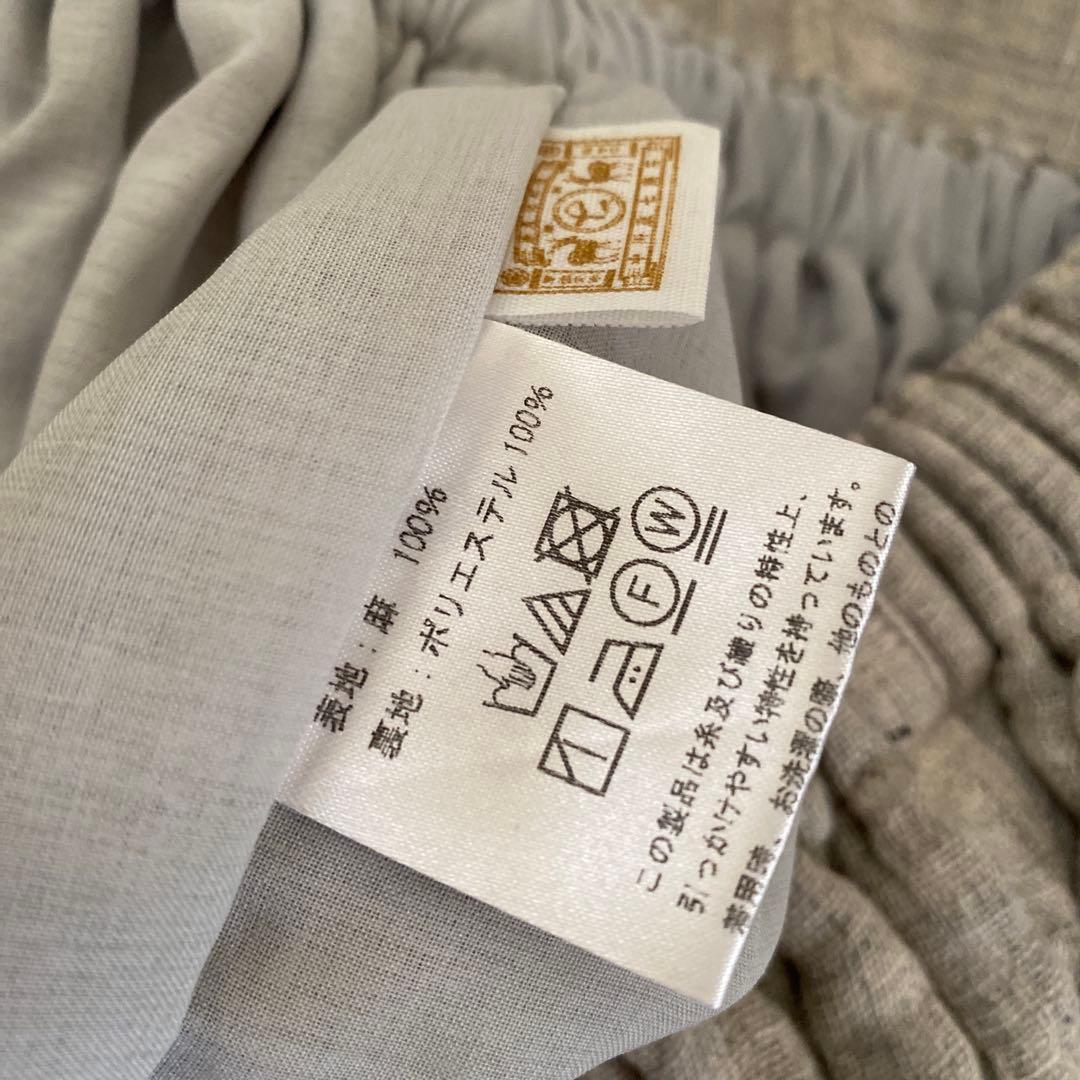 表地：麻 100%
裏地：ポリエステル 100%
W
F
この製品は糸及び織りの特性上、
引っかけやすい特性を持っています。
着用時、お洗濯の際、他のものとの